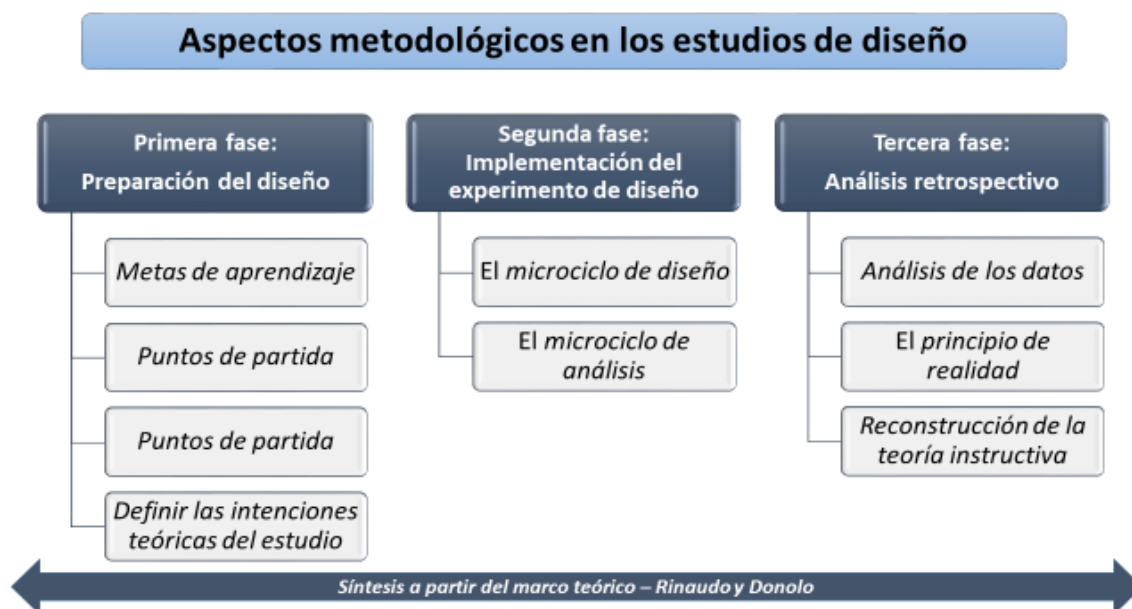 Aspectos metodológicos en los estudios de diseño
Primera fase:
Preparación del diseño
Metas de aprendizaje
Puntos de partida
Puntos de partida
Definir las intenciones
teóricas del estudio
Segunda fase:
Implementación del
experimento de diseño
El microciclo de diseño
El microciclo de
análisis
Tercera fase:
Análisis retrospectivo
Análisis de los datos
El principio de
realidad
Reconstrucción de la
teoría instructiva
Síntesis a partir del marco teórico – Rinaudo y Donolo